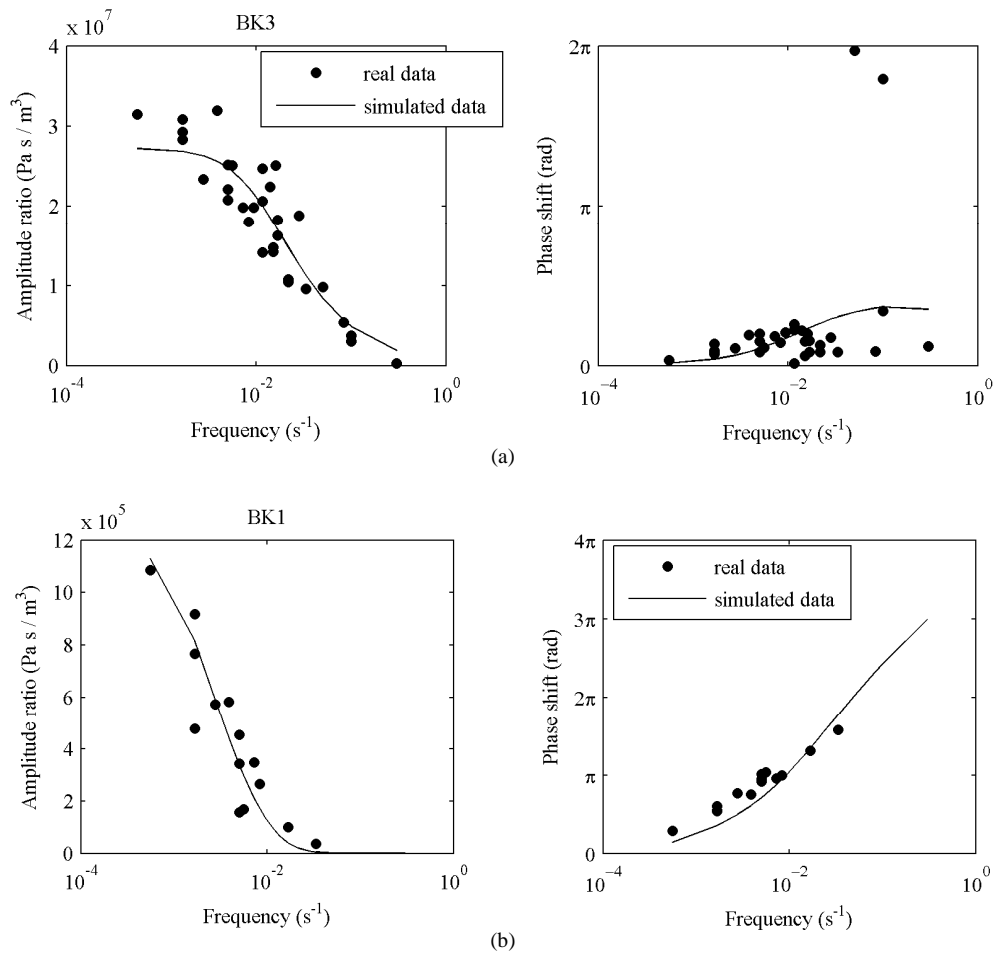 x 10^7
BK3
Amplitude ratio (Pa s / m^3)
4
3
2
1
0
real data
simulated data
10^-4
10^-2
10^0
Frequency (s^-1)
Phase shift (rad)
2π
π
0
10^-4
10^-2
10^0
Frequency (s^-1)
(a)
x 10^5
BK1
Amplitude ratio (Pa s / m^3)
12
10
8
6
4
2
0
10^-4
10^-2
10^0
Frequency (s^-1)
Phase shift (rad)
4π
3π
2π
π
0
real data
simulated data
10^-4
10^-2
10^0
Frequency (s^-1)
(b)